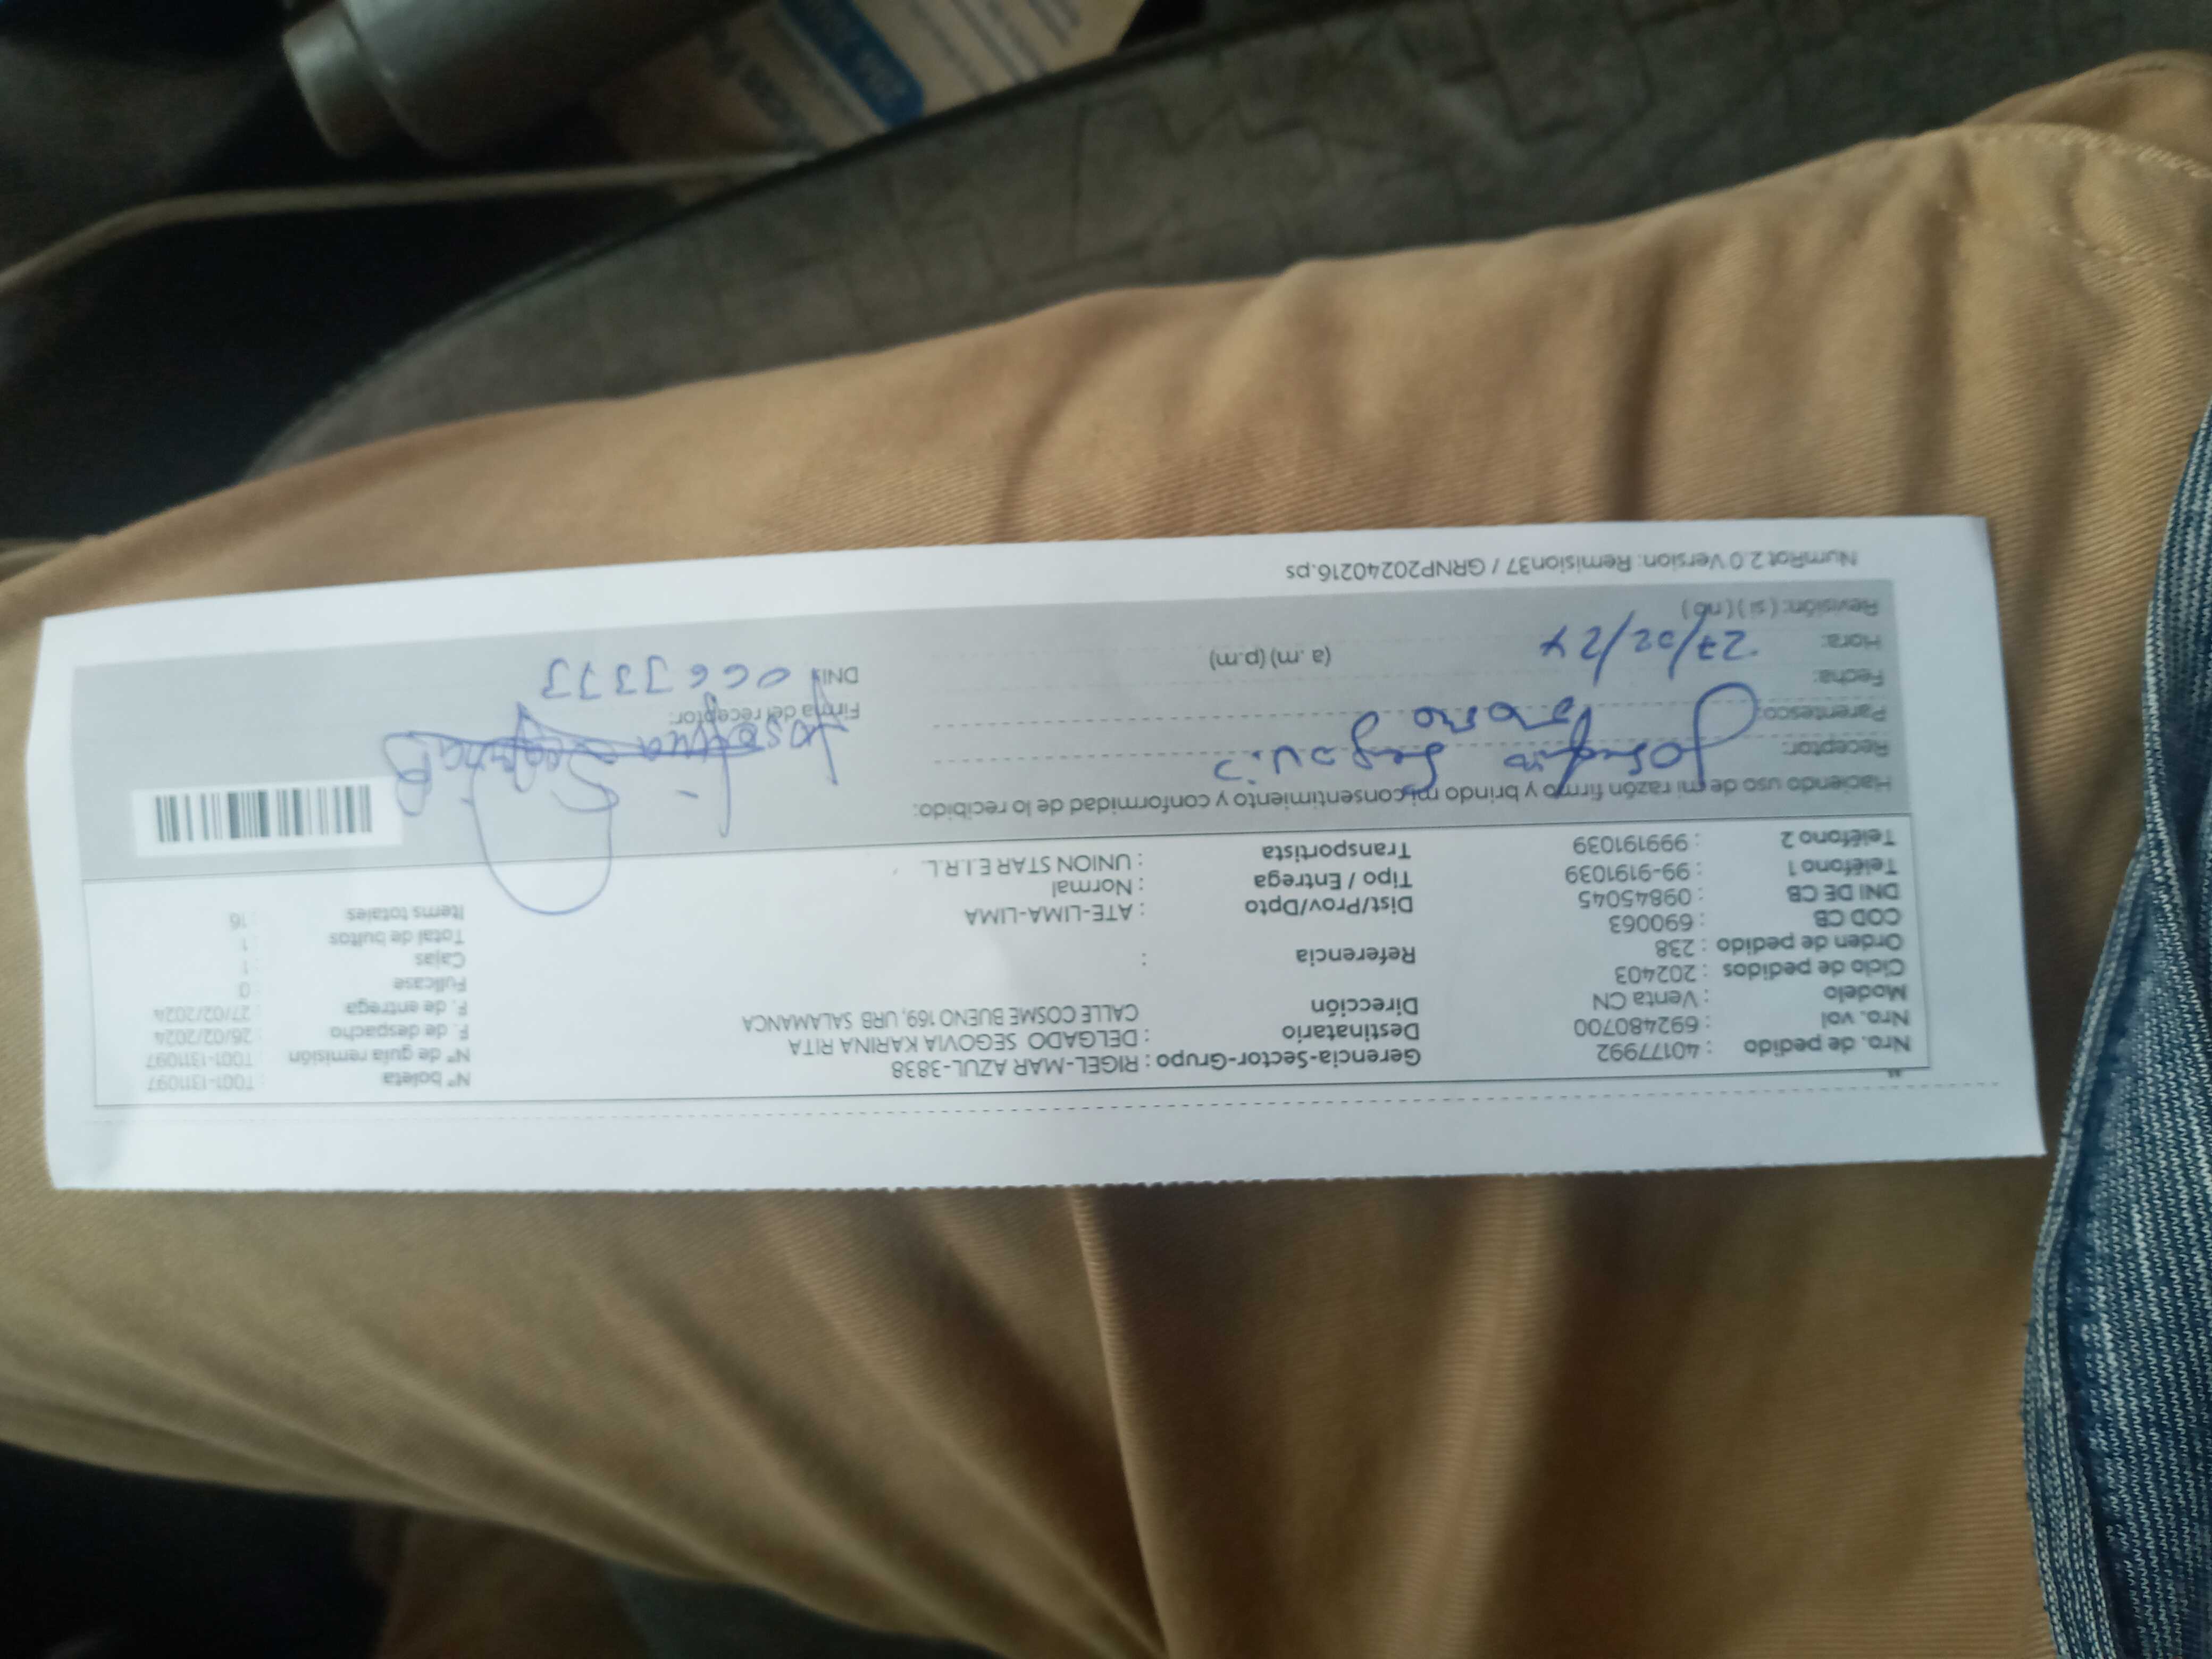 Nro. de pedido : 40177992 Gerencia-Sector-Grupo : RIGEL-MAR AZUL-3838 N° boleta : T001-1311097
Nro. vol : 692480700 Destinatario : DELGADO SEGOVIA KARINA RITA N° de guía remisión : T001-1311097
Modelo : Venta CN Dirección CALLE COSME BUENO 169, URB SALAMANCA F. de despacho : 26/02/2024
Ciclo de pedidos : 202403 F. de entrega : 27/02/2024
Orden de pedido : 238 Referencia : Fullcase : 0
COD CB : 690063 Cajas : 1
DNI DE CB : 09845045 Dist/Prov/Dpto : ATE-LIMA-LIMA Total de bultos : 1
Teléfono 1 : 99-9191039 Tipo / Entrega : Normal Items totales : 16
Teléfono 2 : 999191039 Transportista : UNION STAR E.I.R.L.
Haciendo uso de mi razón firmo y brindo mi consentimiento y conformidad de lo recibido:
Receptor: Josefina Segovia
Parentesco: Firma del receptor: Josefina
Fecha: DNI:
Hora: 27/02/24 (a.m) (p.m)
Revisión: ( si ) ( no )
NumRot 2.0 Version: Remision37 / GRNP20240216.ps